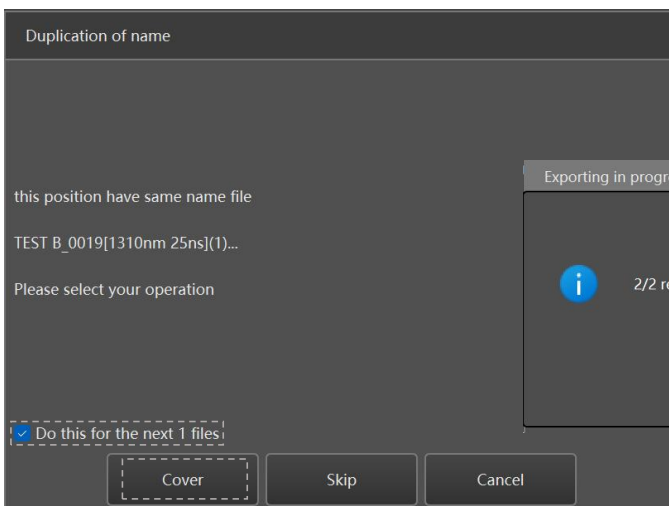 Duplication of name
Exporting in
this position have same name file
TEST B_0019[1310nm 25ns](1)...
2/2
Please select your operation
Do this for the next 1 files
Cover
Skip
Cancel